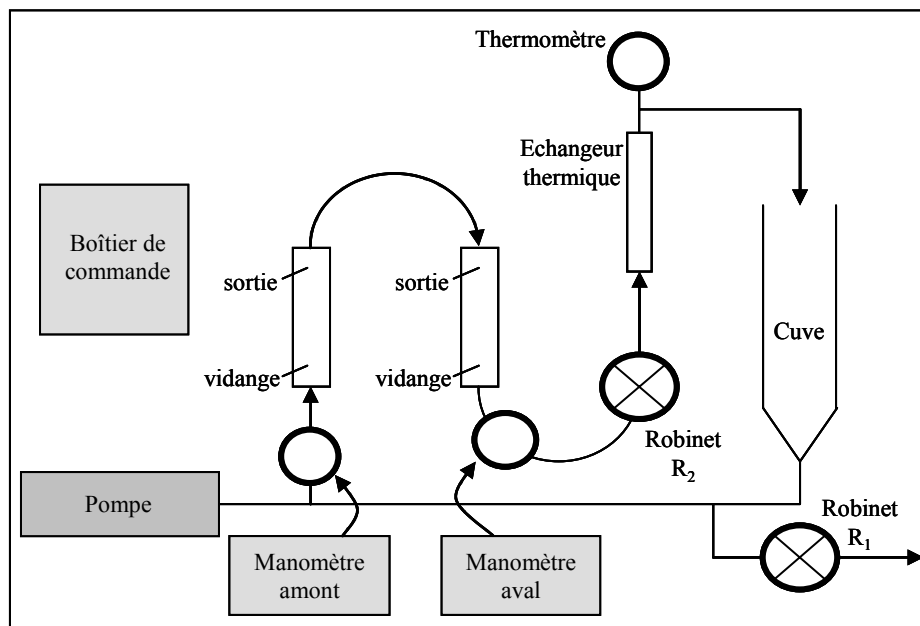 Thermomètre
Echangeur
thermique
Boîtier de
commande
sortie
sortie
Cuve
vidange
vidange
Robinet
R₂
Pompe
Robinet
R₁
Manomètre
amont
Manomètre
aval